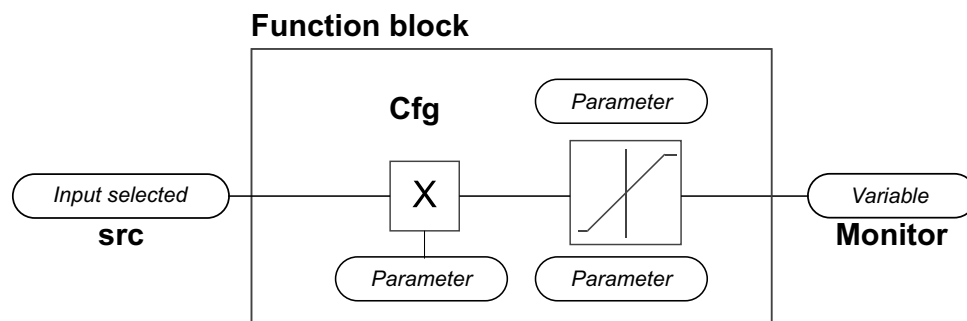 Function block
Cfg
Parameter
Input selected
X
Variable
src
Monitor
Parameter
Parameter